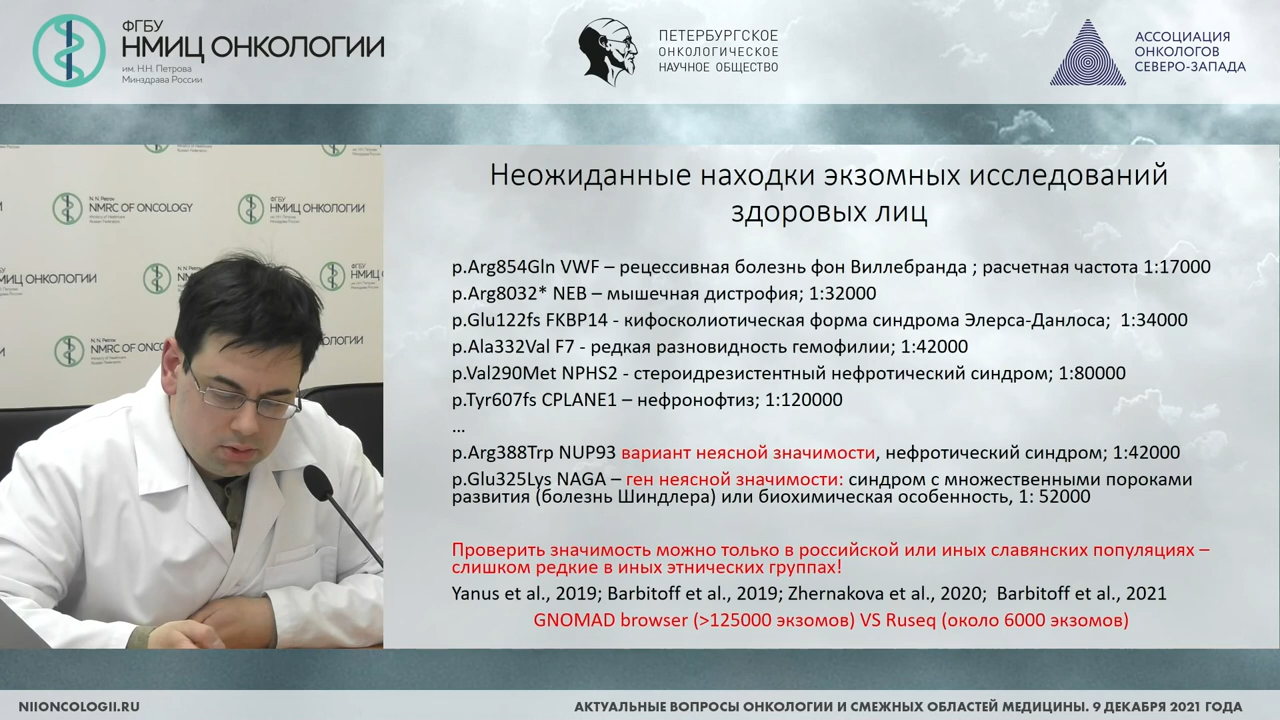 ФГБУ
НМИЦ ОНКОЛОГИИ
им. Н.Н. Петрова
Минздрава России
ПЕТЕРБУРГСКОЕ
ОНКОЛОГИЧЕСКОЕ
НАУЧНОЕ ОБЩЕСТВО
АССОЦИАЦИЯ
ОНКОЛОГОВ
СЕВЕРО-ЗАПАДА
N.N. Petrov
NMRC OF ONCOLOGY
ФГБУ
НМИЦ ОНКОЛОГИИ
Неожиданные находки экзомных исследований
здоровых лиц
p.Arg854Gln VWF – рецессивная болезнь фон Виллебранда ; расчетная частота 1:17000
p.Arg8032* NEB – мышечная дистрофия; 1:32000
p.Glu122fs FKBP14 - кифосколиотическая форма синдрома Элерса-Данлоса;  1:34000
p.Ala332Val F7 - редкая разновидность гемофилии; 1:42000
p.Val290Met NPHS2 - стероидрезистентный нефротический синдром; 1:80000
p.Tyr607fs CPLANE1 – нефронофтиз; 1:120000
...
p.Arg388Trp NUP93 вариант неясной значимости, нефротический синдром; 1:42000
p.Glu325Lys NAGA – ген неясной значимости: синдром с множественными пороками
развития (болезнь Шиндлера) или биохимическая особенность, 1: 52000
Проверить значимость можно только в российской или иных славянских популяциях –
слишком редкие в иных этнических группах!
Yanus et al., 2019; Barbitoff et al., 2019; Zhernakova et al., 2020;  Barbitoff et al., 2021
GNOMAD browser (>125000 экзомов) VS Ruseq (около 6000 экзомов)
NIIONCOLOGII.RU
АКТУАЛЬНЫЕ ВОПРОСЫ ОНКОЛОГИИ И СМЕЖНЫХ ОБЛАСТЕЙ МЕДИЦИНЫ. 9 ДЕКАБРЯ 2021 ГОДА